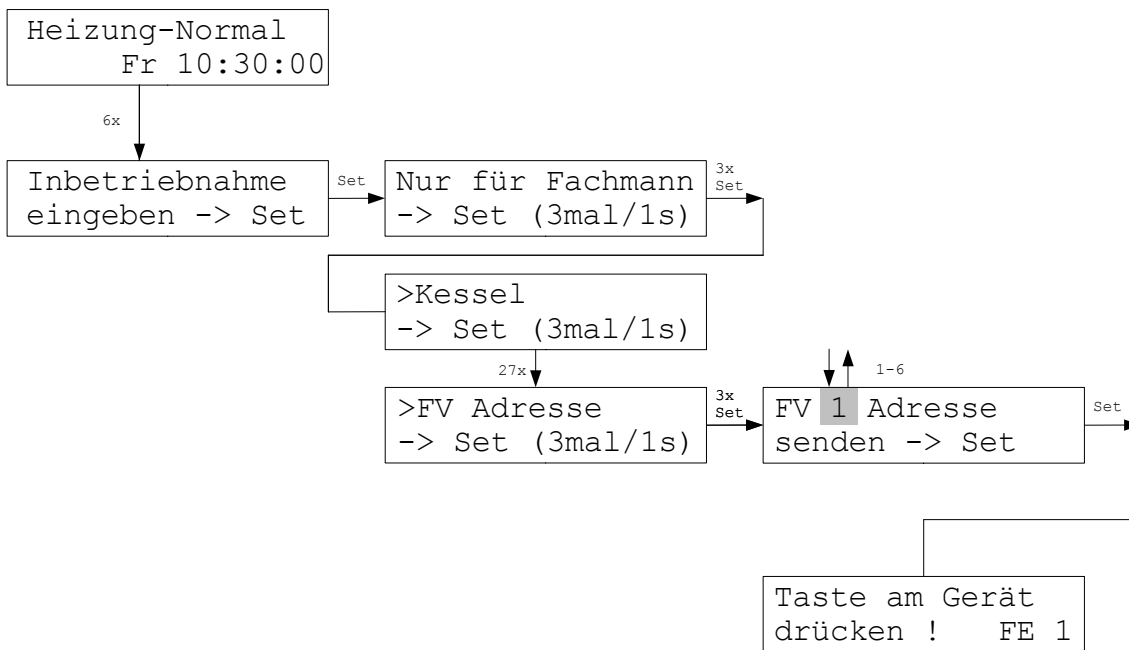 Heizung-Normal
Fr 10:30:00
6x
Inbetriebnahme
eingeben -> Set
Set
Nur für Fachmann
-> Set (3mal/1s)
3x
Set
>Kessel
-> Set (3mal/1s)
27x
>FV Adresse
-> Set (3mal/1s)
3x
Set
1-6
FV 1 Adresse
senden -> Set
Set
Taste am Gerät
drücken ! FE 1